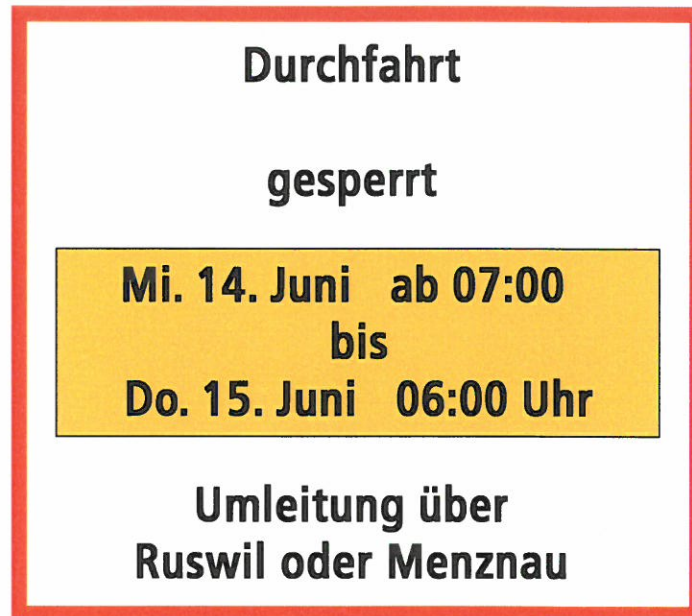 Durchfahrt
gesperrt
Mi. 14. Juni ab 07:00
bis
Do. 15. Juni 06:00 Uhr
Umleitung über
Ruswil oder Menznau